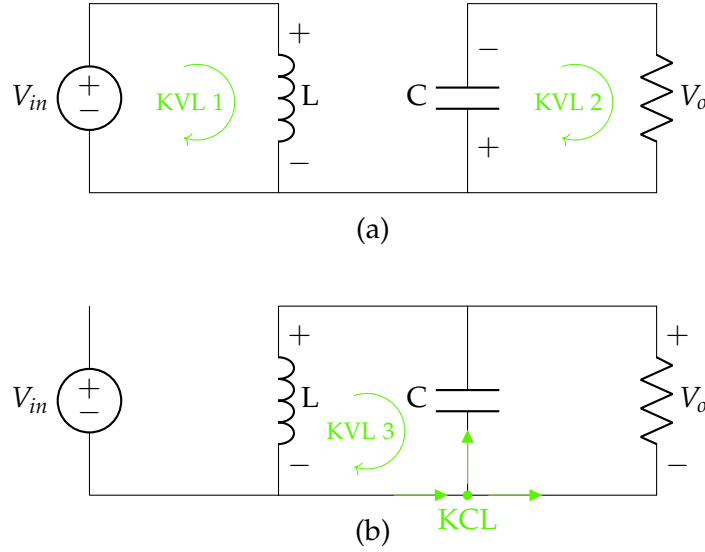 + −
V_in + − KVL 1 L C KVL 2 V_o
− +
(a)
+ +
V_in + − L C V_o
KVL 3
− −
KCL
(b)